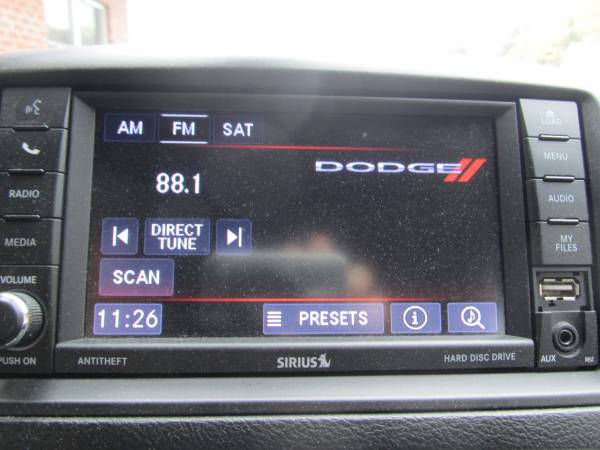 AM FM SAT
DODGE
88.1
DIRECT
TUNE
SCAN
11:26
PRESETS
RADIO
MEDIA
VOLUME
PUSH ON
ANTITHEFT
SIRIUS
HARD DISC DRIVE
LOAD
MENU
AUDIO
MY
FILES
AUX